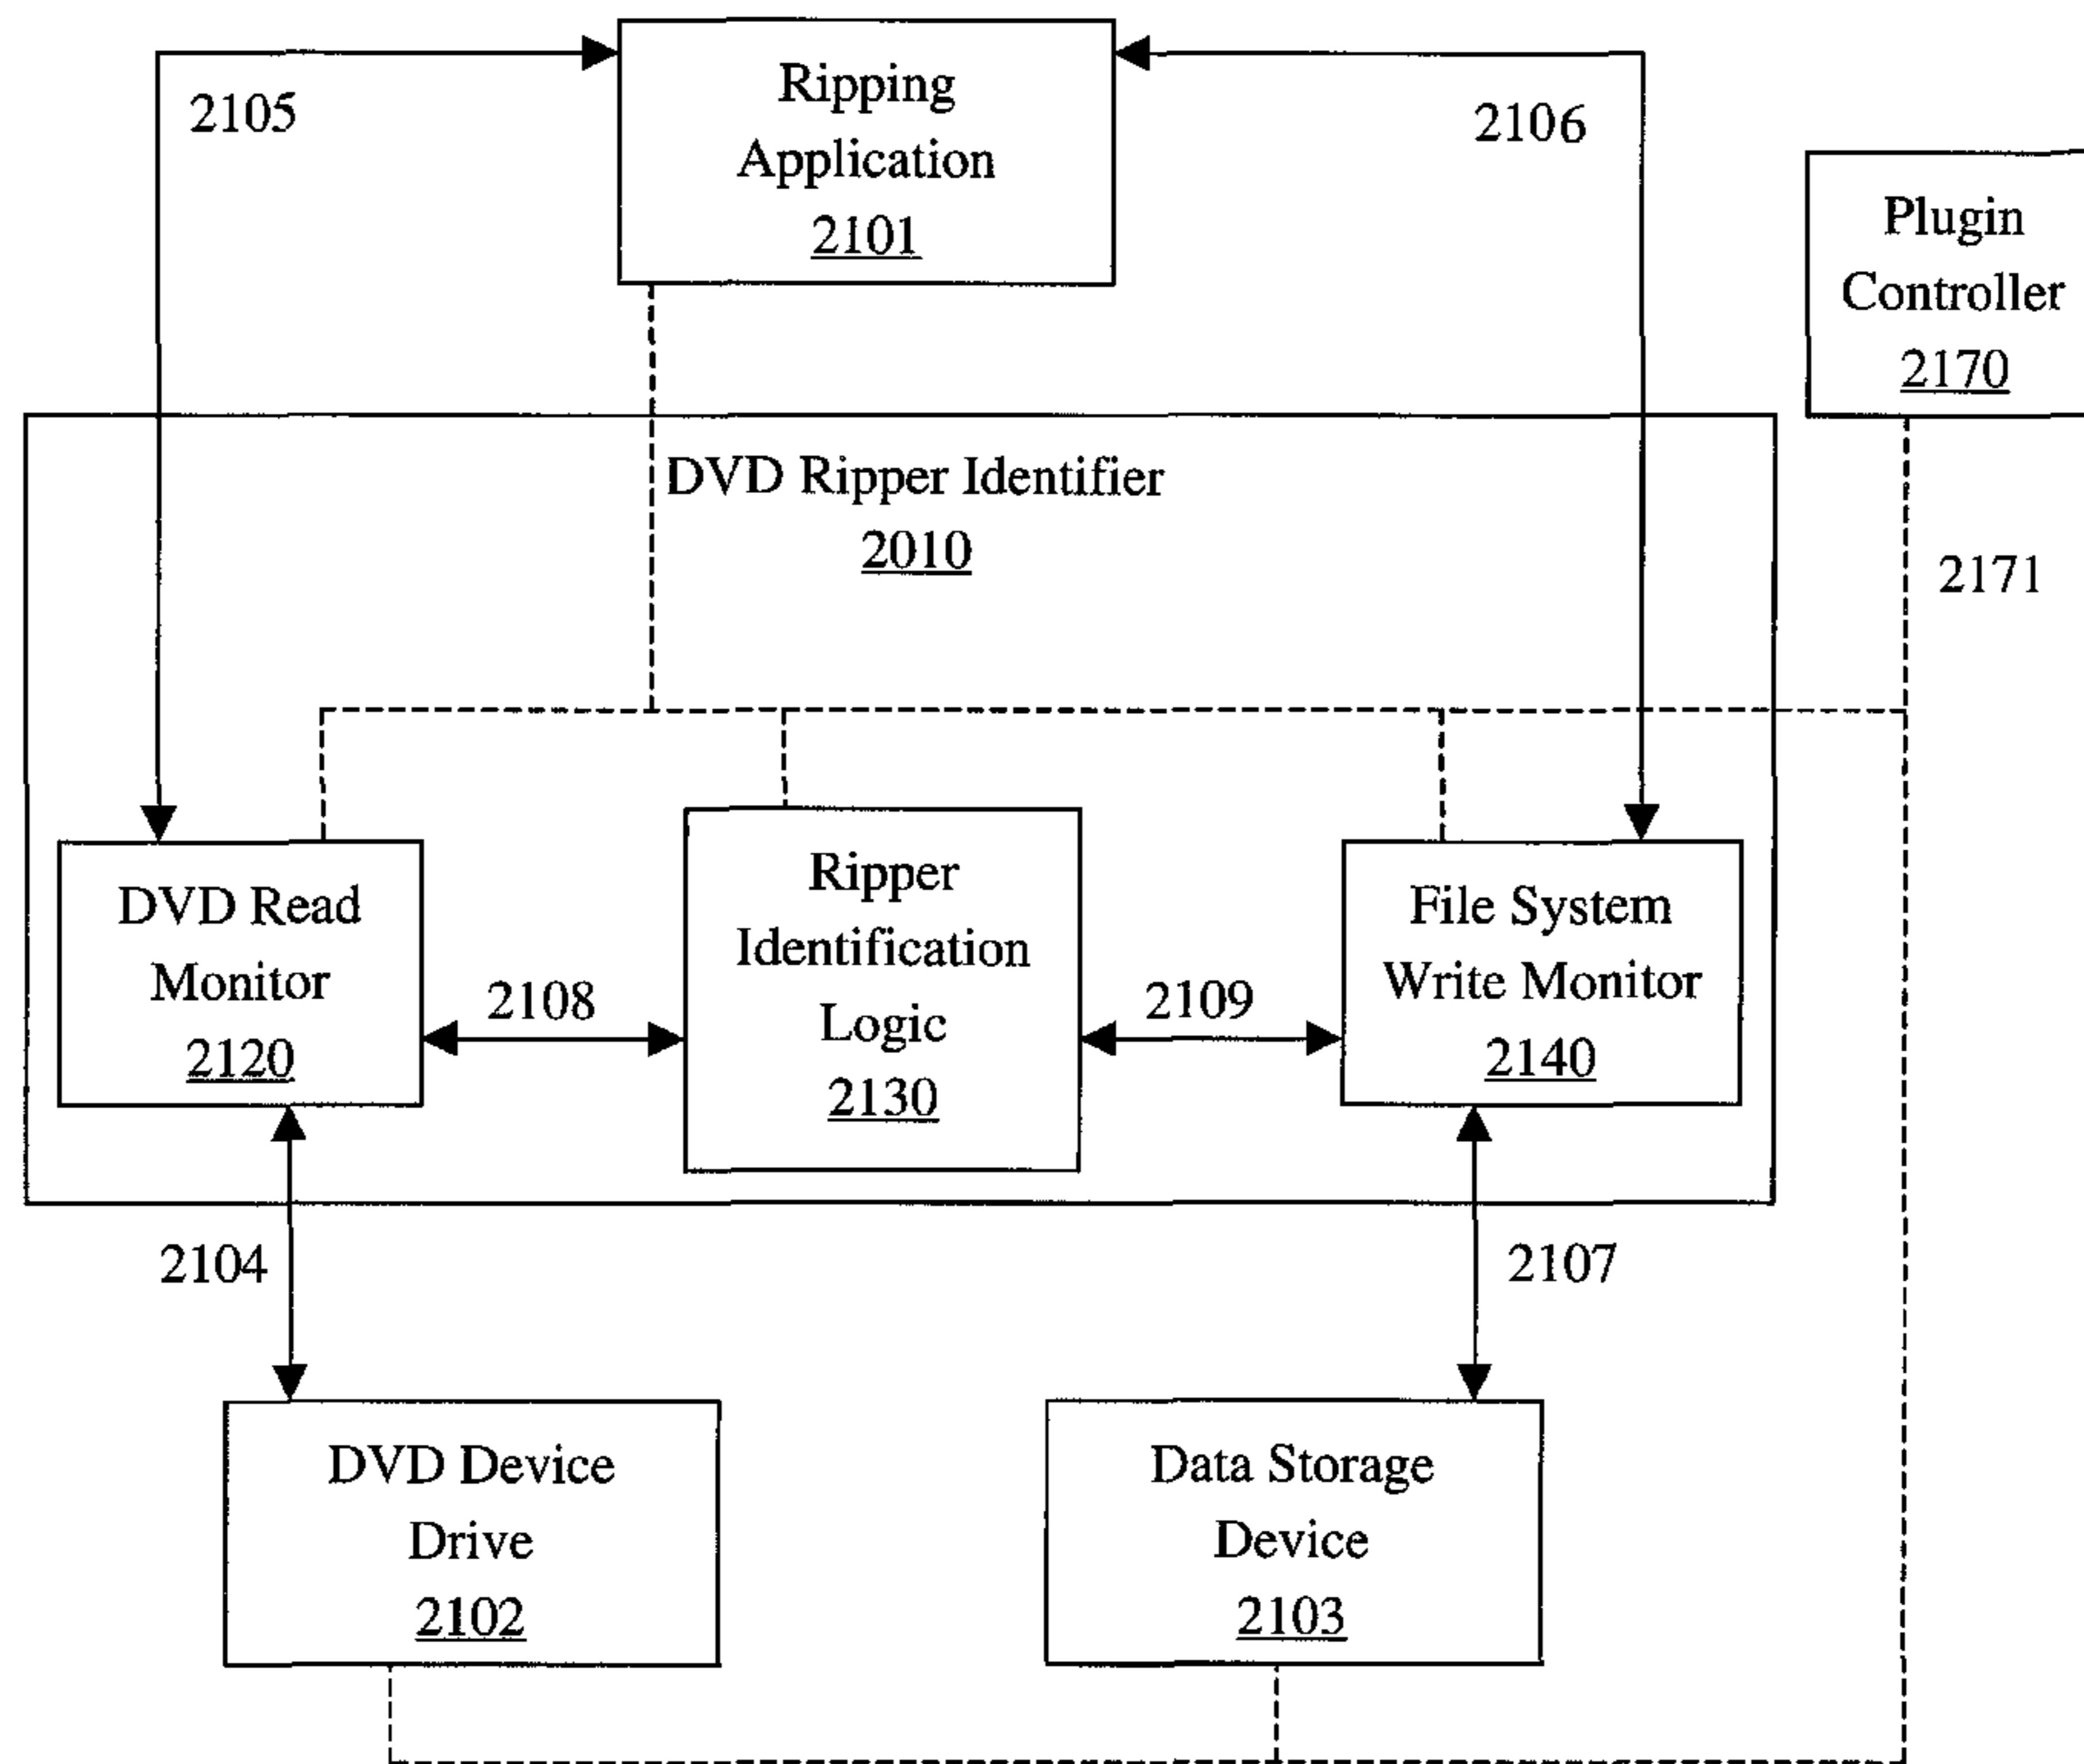 Ripping
Application
2101
2105
2106
Plugin
Controller
2170
DVD Ripper Identifier
2010
2171
DVD Read
Monitor
2120
2108
Ripper
Identification
Logic
2130
2109
File System
Write Monitor
2140
2104
2107
DVD Device
Drive
2102
Data Storage
Device
2103